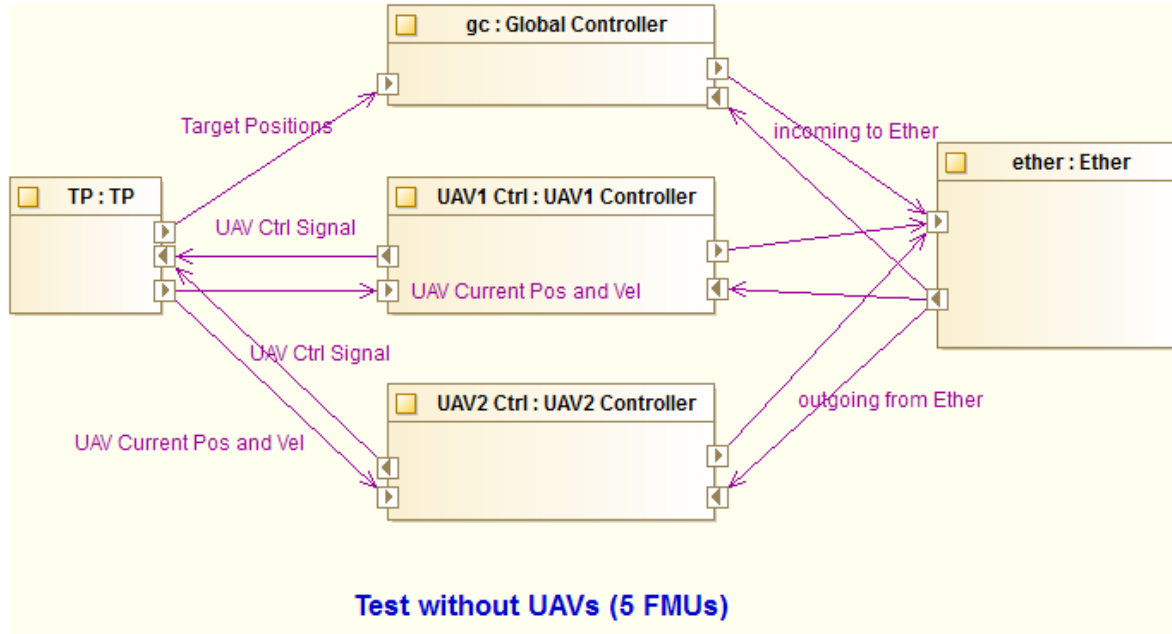 gc : Global Controller
Target Positions
incoming to Ether
ether : Ether
TP : TP
UAV1 Ctrl : UAV1 Controller
UAV Ctrl Signal
UAV Current Pos and Vel
UAV Ctrl Signal
UAV2 Ctrl : UAV2 Controller
outgoing from Ether
UAV Current Pos and Vel
Test without UAVs (5 FMUs)